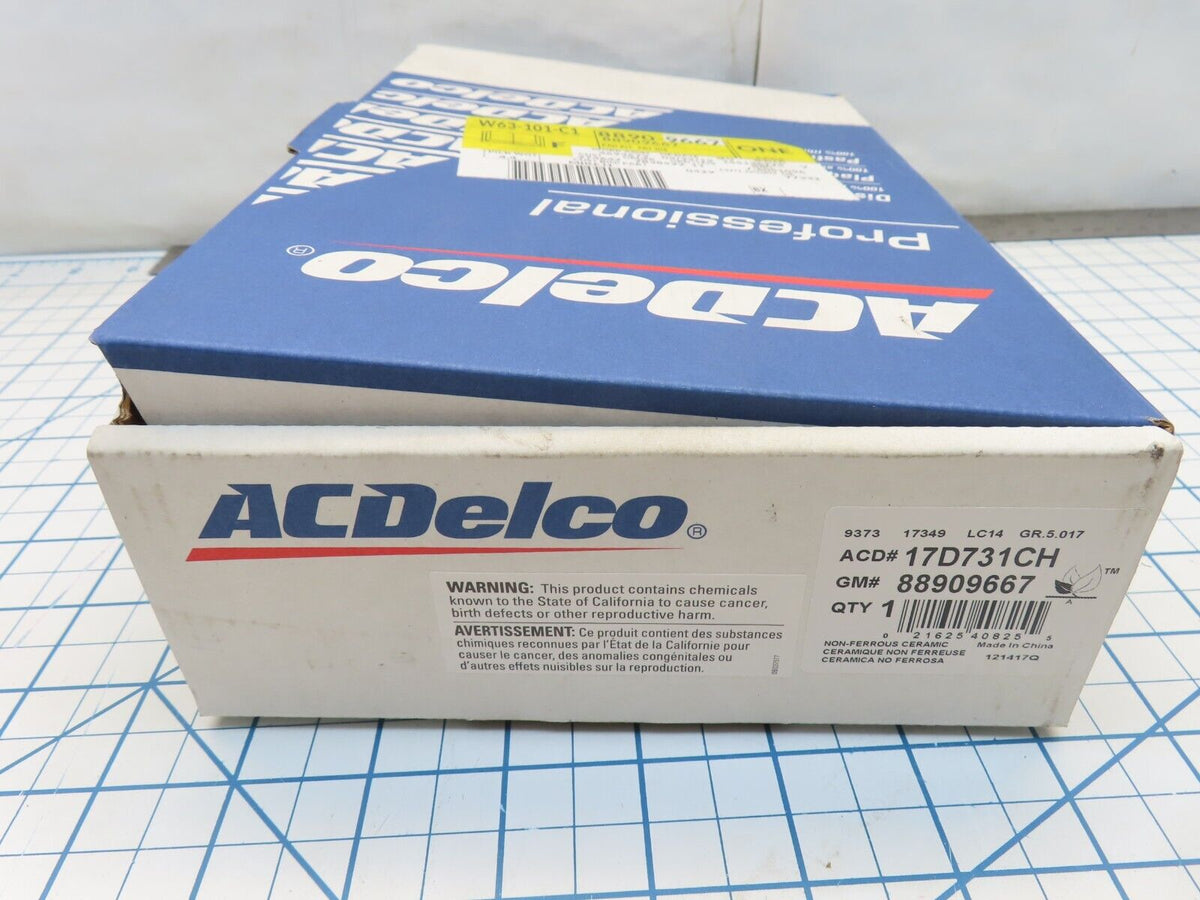 W63-101-C1
Professional
ACDelco®
ACDelco®
WARNING: This product contains chemicals
known to the State of California to cause cancer,
birth defects or other reproductive harm.
AVERTISSEMENT: Ce produit contient des substances
chimiques reconnues par l'État de la Californie pour
causer le cancer, des anomalies congénitales ou
d'autres effets nuisibles sur la reproduction.
9373 17349 LC14 GR.5.017
ACD# 17D731CH
GM# 88909667
TM
QTY 1
0 21625 40825 5
NON-FERROUS CERAMIC Made In China
CERAMIQUE NON FERREUSE
CERAMICA NO FERROSA 121417Q